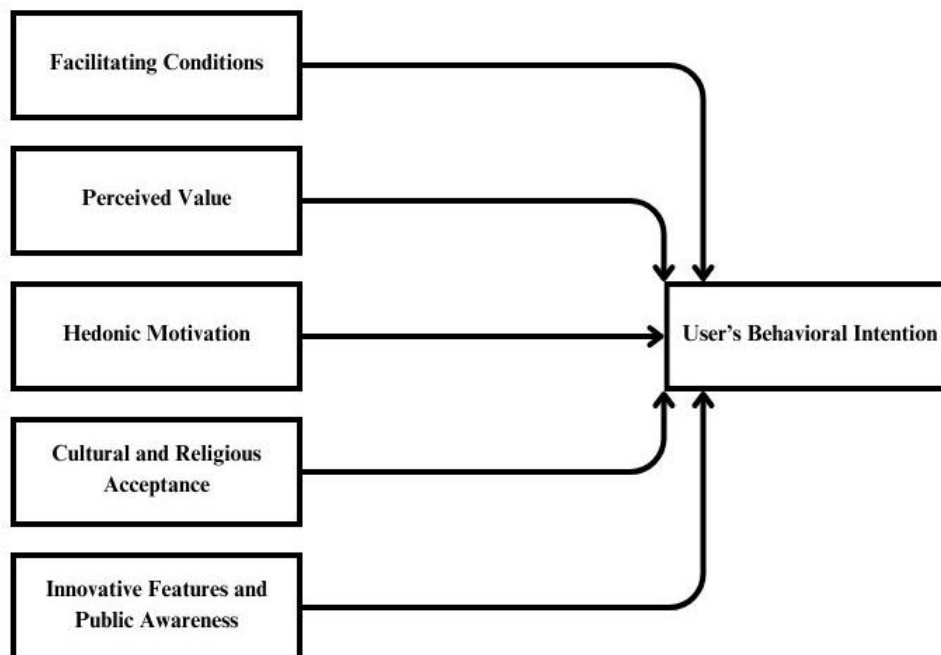 Facilitating Conditions
Perceived Value
Hedonic Motivation
User’s Behavioral Intention
Cultural and Religious
Acceptance
Innovative Features and
Public Awareness